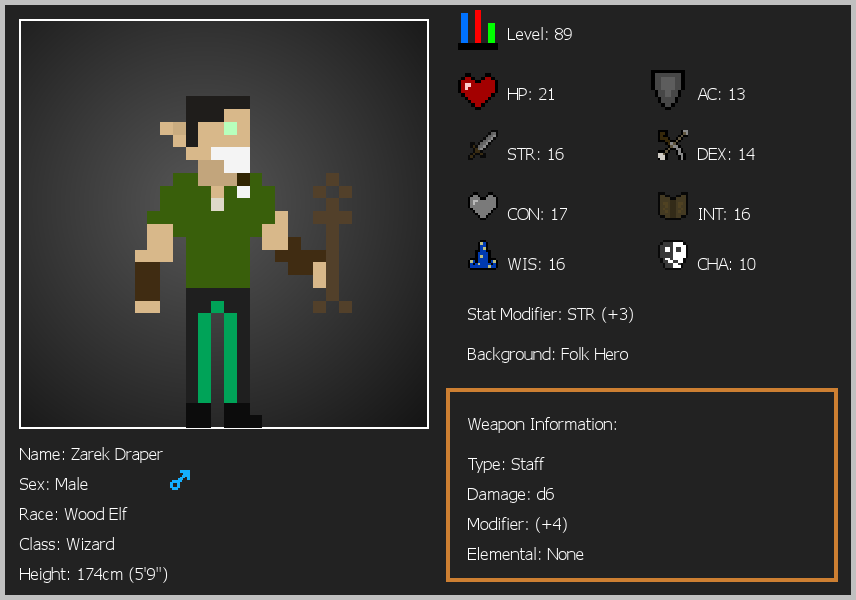 Level: 89
HP: 21
AC: 13
STR: 16
DEX: 14
CON: 17
INT: 16
WIS: 16
CHA: 10
Stat Modifier: STR (+3)
Background: Folk Hero
Weapon Information:
Type: Staff
Damage: d6
Modifier: (+4)
Elemental: None
Name: Zarek Draper
Sex: Male
Race: Wood Elf
Class: Wizard
Height: 174cm (5'9")